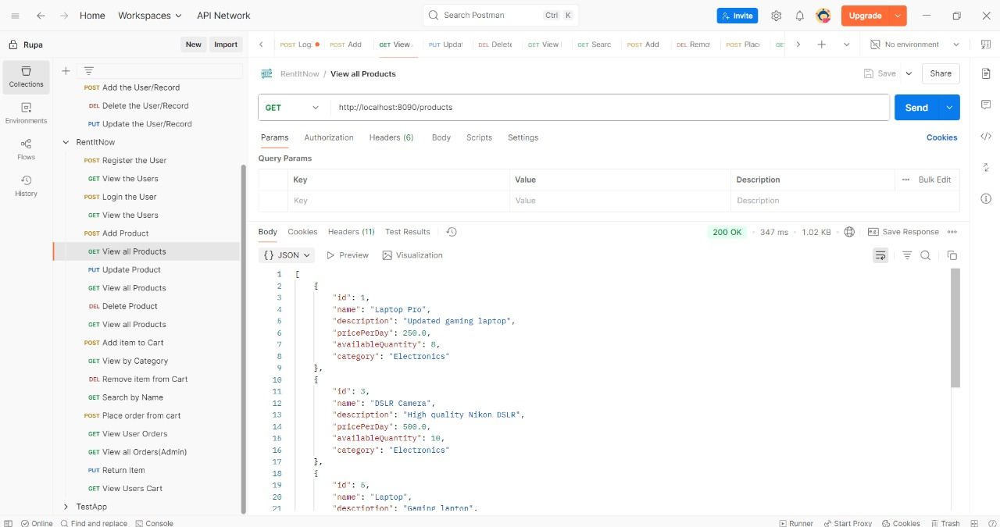 Home Workspaces API Network Search Postman Ctrl K Invite Upgrade
Rupa New Import POST Log POST Add GET View PUT Updat DEL Delete GET View GET Searc POST Add DEL Remo POST Place GET No environment
Collections
Environments
Flows
History
POST Add the User/Record
DEL Delete the User/Record
PUT Update the User/Record
RentItNow
POST Register the User
GET View the Users
POST Login the User
GET View the Users
POST Add Product
GET View all Products
PUT Update Product
GET View all Products
DEL Delete Product
GET View all Products
POST Add item to Cart
GET View by Category
DEL Remove item from Cart
GET Search by Name
POST Place order from cart
GET View User Orders
GET View all Orders(Admin)
PUT Return Item
GET View Users Cart
TestApp
HTTP RentItNow / View all Products Save Share
GET http://localhost:8090/products Send
Params Authorization Headers (6) Body Scripts Settings Cookies
Query Params
Key Value Description Bulk Edit
Key Value Description
Body Cookies Headers (11) Test Results 200 OK 347 ms 1.02 KB Save Response
{} JSON Preview Visualization
1 [
2 {
3 "id": 1,
4 "name": "Laptop Pro",
5 "description": "Updated gaming laptop",
6 "pricePerDay": 250.0,
7 "availableQuantity": 8,
8 "category": "Electronics"
9 },
10 {
11 "id": 3,
12 "name": "DSLR Camera",
13 "description": "High quality Nikon DSLR",
14 "pricePerDay": 500.0,
15 "availableQuantity": 10,
16 "category": "Electronics"
17 },
18 {
19 "id": 5,
20 "name": "Laptop",
21 "description": "Gaming laptop",
Online Find and replace Console Runner Start Proxy Cookies Trash